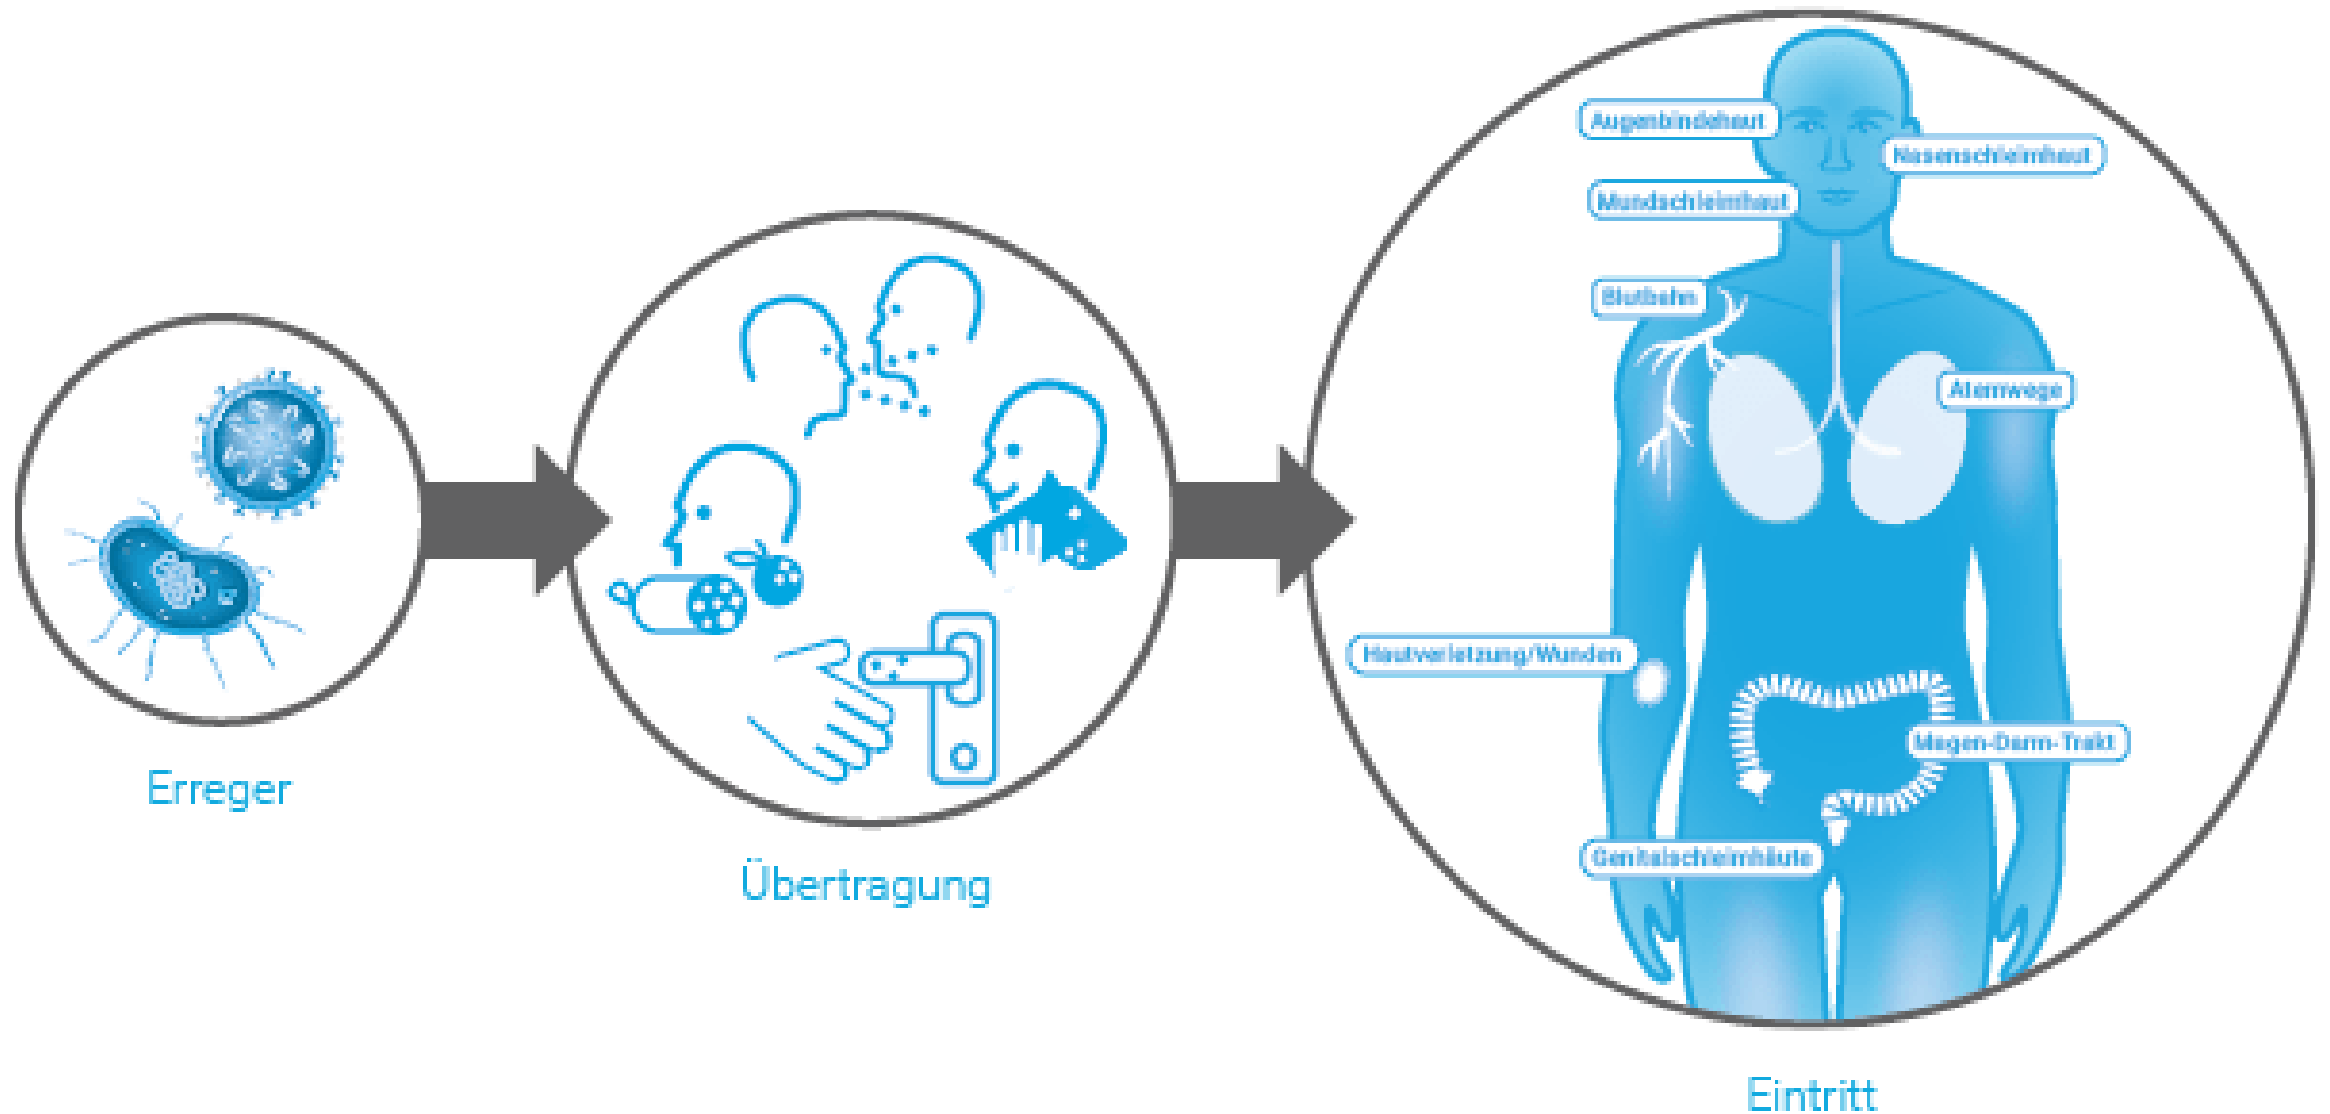 Erreger
Übertragung
Augenbindehaut
Nasenschleimhaut
Mundschleimhaut
Blutbahn
Atemwege
Hautverletzung/Wunden
Magen-Darm-Trakt
Genitalschleimhäute
Eintritt